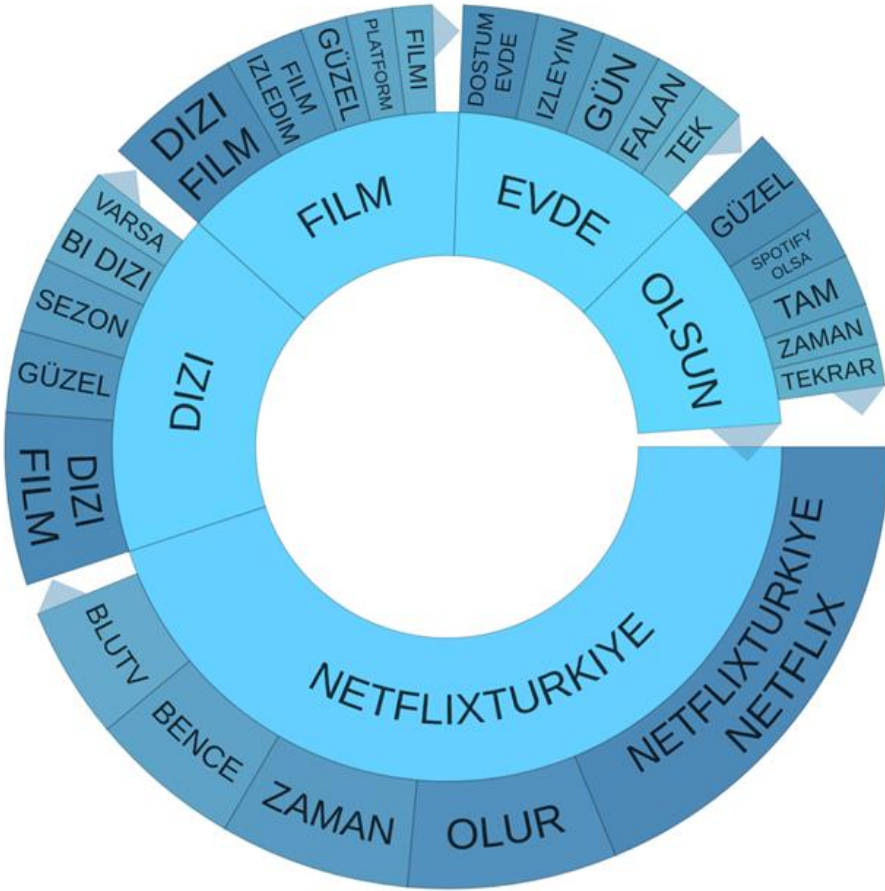 DIZI
FILM
FILM
IZLEDIM
GÜZEL
PLATFORM
FILMI
FILM
DOSTUM
EVDE
IZLEYIN
GÜN
FALAN
TEK
EVDE
GÜZEL
SPOTIFY
OLSA
TAM
ZAMAN
TEKRAR
OLSUN
NETFLIXTURKIYE
NETFLIX
OLUR
ZAMAN
BENCE
BLUTV
NETFLIXTURKIYE
DIZI
FILM
GÜZEL
SEZON
BI DIZI
VARSA
DIZI